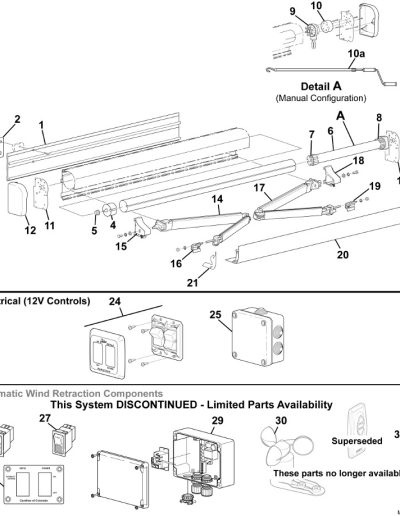 9
10
10a
Detail A
(Manual Configuration)
2
1
A
6
8
7
18
17
19
14
12
11
5
4
15
16
21
20
1
trical (12V Controls)
24
25
matic Wind Retraction Components
This System DISCONTINUED - Limited Parts Availability
27
29
30
3
Superseded
These parts no longer availabl